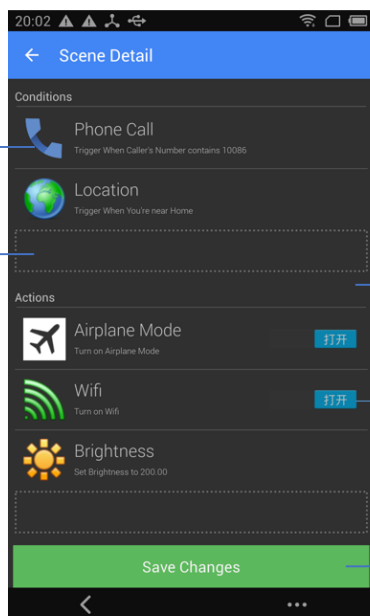 20:02
Scene Detail
Conditions
Phone Call
Trigger When Caller's Number contains 10086
Location
Trigger When You're near Home
Actions
Airplane Mode
Turn on Airplane Mode
打开
Wifi
Turn on Wifi
打开
Brightness
Set Brightness to 200.00
Save Changes